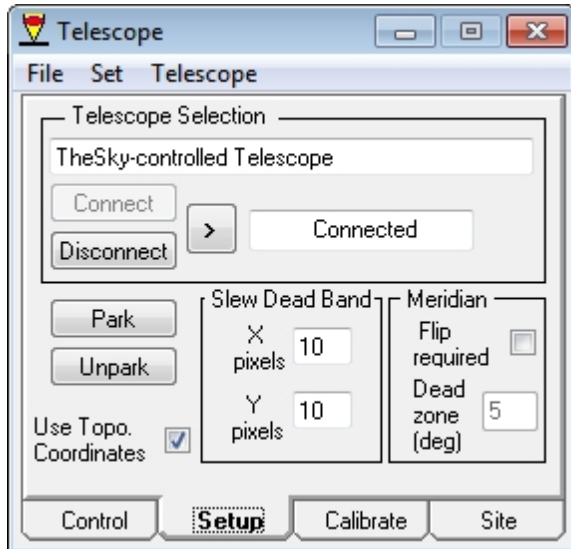 Telescope
File Set Telescope
Telescope Selection
TheSky-controlled Telescope
Connect
Disconnect
>
Connected
Park
Unpark
Use Topo.
Coordinates
Slew Dead Band
X
pixels
10
Y
pixels
10
Meridian
Flip
required
Dead
zone
(deg)
5
Control Setup Calibrate Site